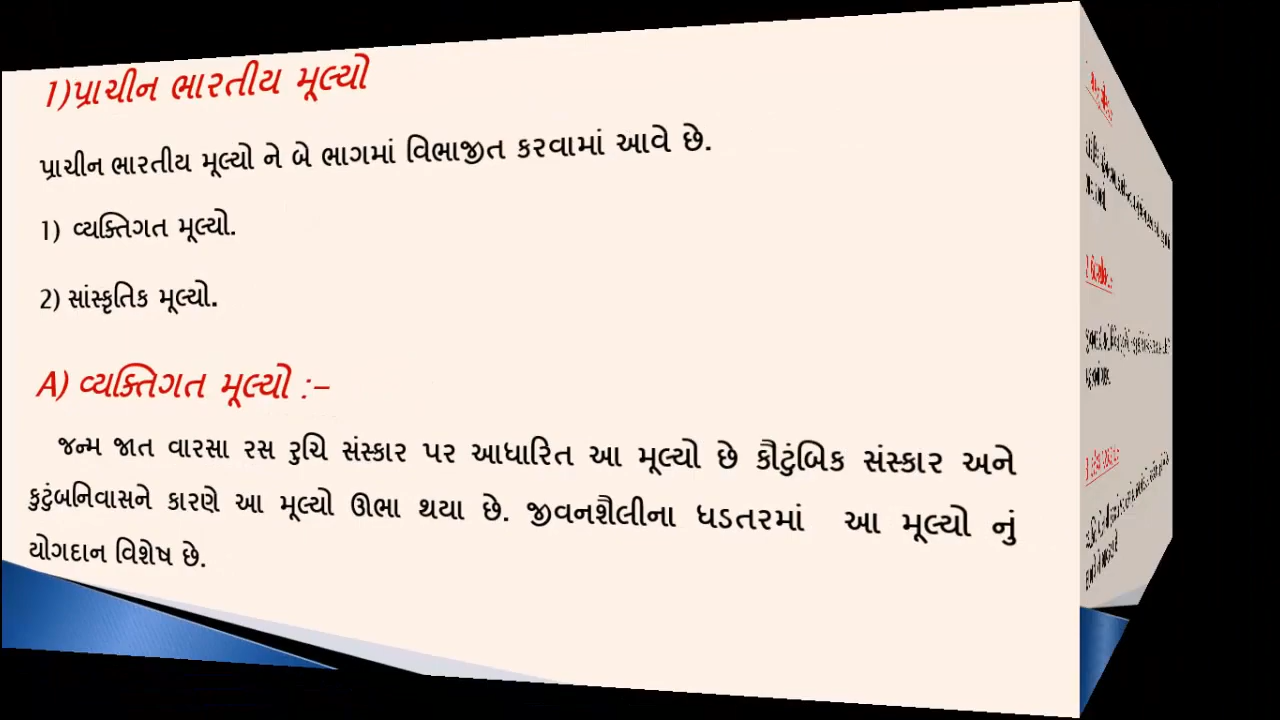 1)પ્રાચીન ભારતીય મૂલ્યો
પ્રાચીન ભારતીય મૂલ્યો ને બે ભાગમાં વિભાજીત કરવામાં આવે છે.
1) વ્યક્તિગત મૂલ્યો.
2) સાંસ્કૃતિક મૂલ્યો.
A) વ્યક્તિગત મૂલ્યો :–
જન્મ જાત વારસા રસ રુચિ સંસ્કાર પર આધારિત આ મૂલ્યો છે કૌટુંબિક સંસ્કાર અને
કુટુંબનિવાસને કારણે આ મૂલ્યો ઊભા થયા છે. જીવનશૈલીના ધડતરમાં આ મૂલ્યો નું
યોગદાન વિશેષ છે.